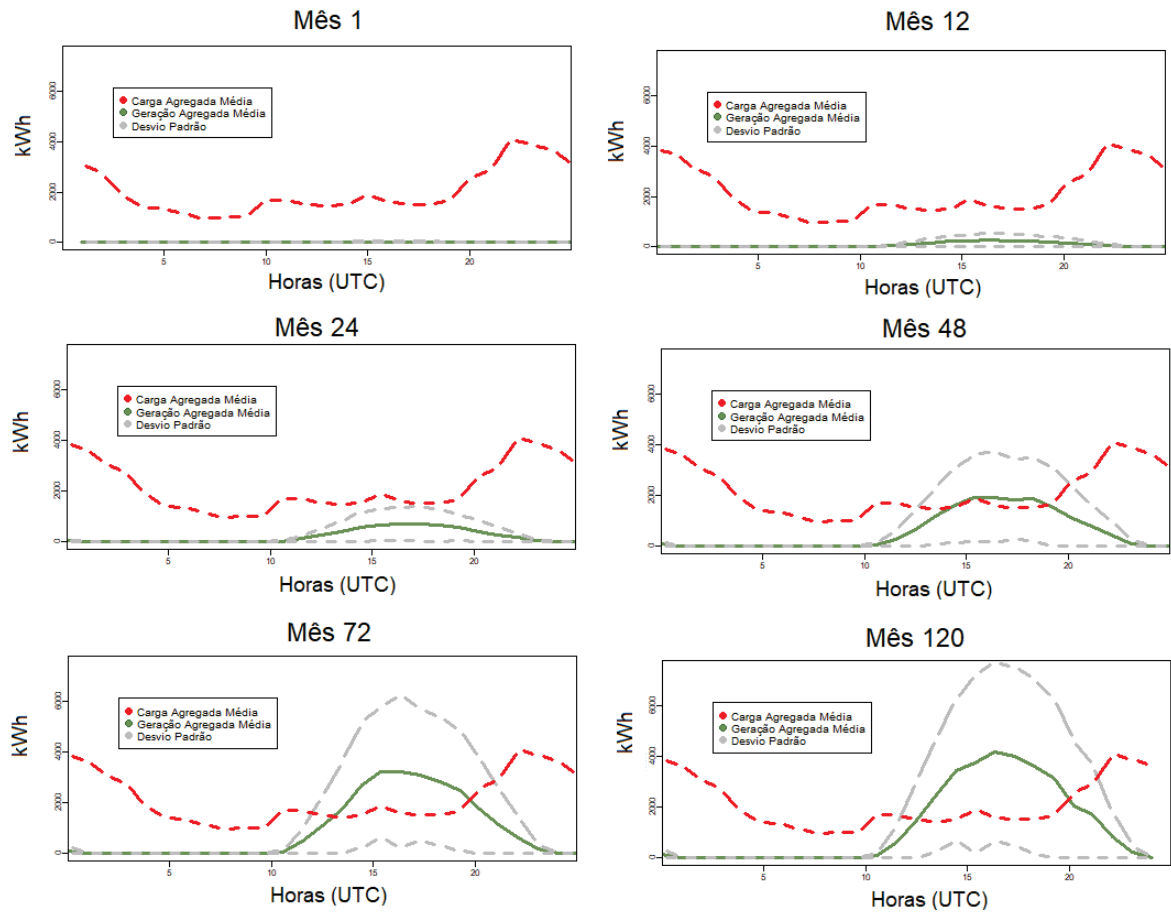 Mês 1
kWh
6000
4000
2000
0
Carga Agregada Média
Geração Agregada Média
Desvio Padrão
5
10
15
20
Horas (UTC)
Mês 12
kWh
6000
4000
2000
0
Carga Agregada Média
Geração Agregada Média
Desvio Padrão
5
10
15
20
Horas (UTC)
Mês 24
kWh
6000
4000
2000
0
Carga Agregada Média
Geração Agregada Média
Desvio Padrão
5
10
15
20
Horas (UTC)
Mês 48
kWh
6000
4000
2000
0
Carga Agregada Média
Geração Agregada Média
Desvio Padrão
5
10
15
20
Horas (UTC)
Mês 72
kWh
6000
4000
2000
0
Carga Agregada Média
Geração Agregada Média
Desvio Padrão
5
10
15
20
Horas (UTC)
Mês 120
kWh
6000
4000
2000
0
Carga Agregada Média
Geração Agregada Média
Desvio Padrão
5
10
15
20
Horas (UTC)